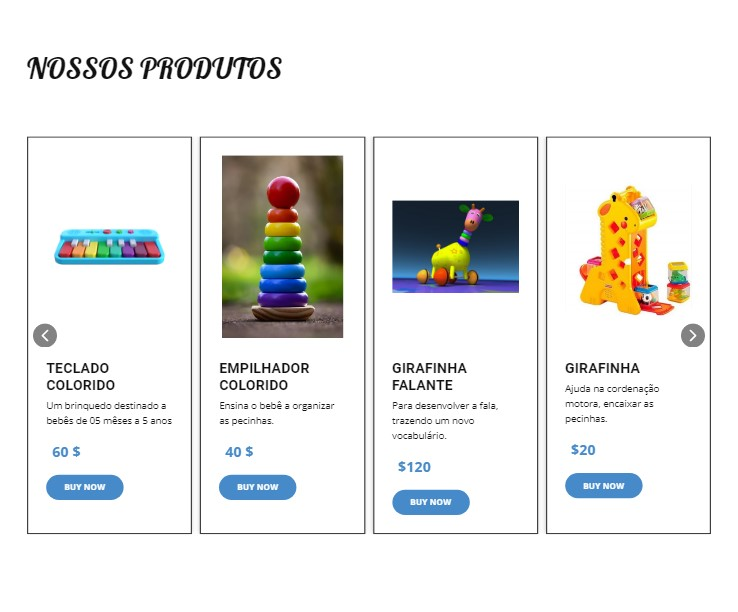 NOSSOS PRODUTOS
TECLADO
COLORIDO
Um brinquedo destinado a
bebês de 05 mêses a 5 anos
60 $
BUY NOW
EMPILHADOR
COLORIDO
Ensina o bebê a organizar
as pecinhas.
40 $
BUY NOW
GIRAFINHA
FALANTE
Para desenvolver a fala,
trazendo um novo
vocabulário.
$120
BUY NOW
GIRAFINHA
Ajuda na cordenação
motora, encaixar as
pecinhas.
$20
BUY NOW